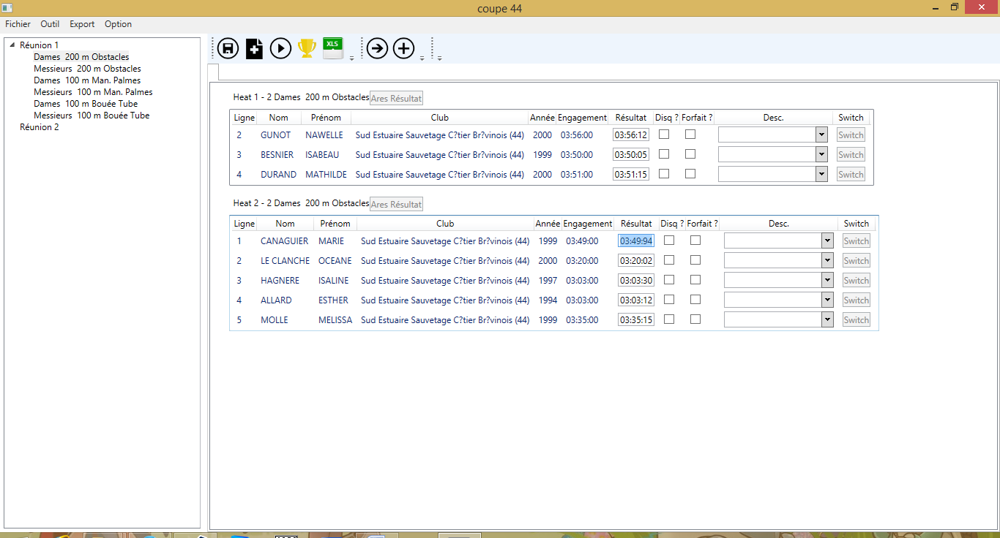 coupe 44
Fichier Outil Export Option
Réunion 1
Dames 200 m Obstacles
Messieurs 200 m Obstacles
Dames 100 m Man. Palmes
Messieurs 100 m Man. Palmes
Dames 100 m Bouée Tube
Messieurs 100 m Bouée Tube
Réunion 2
XLS
Heat 1 - 2 Dames 200 m Obstacles Ares Résultat
Ligne Nom Prénom Club Année Engagement Résultat Disq ? Forfait ? Desc. Switch
2 GUNOT NAWELLE Sud Estuaire Sauvetage C?tier Br?vinois (44) 2000 03:56:00 03:56:12 Switch
3 BESNIER ISABEAU Sud Estuaire Sauvetage C?tier Br?vinois (44) 1999 03:50:00 03:50:05 Switch
4 DURAND MATHILDE Sud Estuaire Sauvetage C?tier Br?vinois (44) 2000 03:51:00 03:51:15 Switch
Heat 2 - 2 Dames 200 m Obstacles Ares Résultat
Ligne Nom Prénom Club Année Engagement Résultat Disq ? Forfait ? Desc. Switch
1 CANAGUIER MARIE Sud Estuaire Sauvetage C?tier Br?vinois (44) 1999 03:49:00 03:49:94 Switch
2 LE CLANCHE OCEANE Sud Estuaire Sauvetage C?tier Br?vinois (44) 2000 03:20:00 03:20:02 Switch
3 HAGNERE ISALINE Sud Estuaire Sauvetage C?tier Br?vinois (44) 1997 03:03:00 03:03:30 Switch
4 ALLARD ESTHER Sud Estuaire Sauvetage C?tier Br?vinois (44) 1994 03:03:00 03:03:12 Switch
5 MOLLE MELISSA Sud Estuaire Sauvetage C?tier Br?vinois (44) 1999 03:35:00 03:35:15 Switch